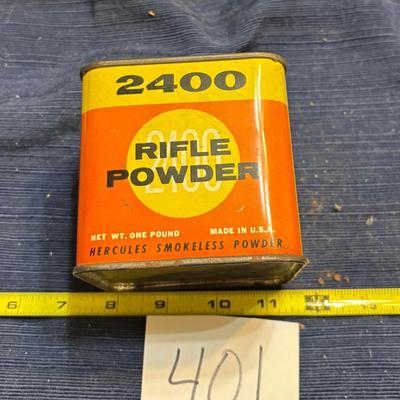 2400
2400
RIFLE
POWDER
NET WT. ONE POUND MADE IN U.S.A.
HERCULES SMOKELESS POWDER
6 7 8 9 10 11
401